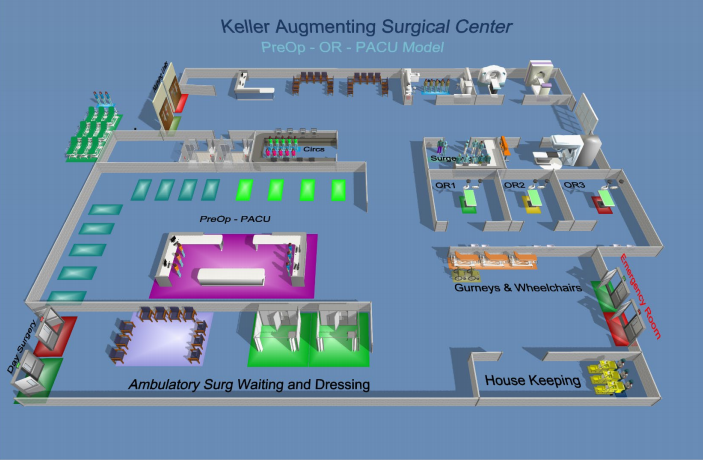 Keller Augmenting Surgical Center
PreOp - OR - PACU Model
Circs
Surge
OR1
OR2
OR3
PreOp - PACU
Gurneys & Wheelchairs
Emergency Room
Day Surgery
Ambulatory Surg Waiting and Dressing
House Keeping